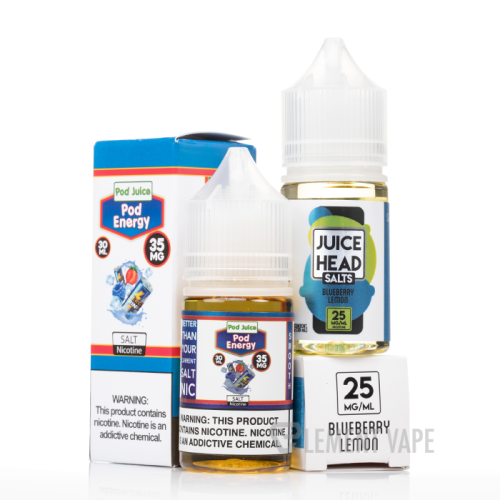 Pod Juice
Pod
Energy
30
ML
35
MG
SALT
Nicotine
WARNING:
This product contains
nicotine. Nicotine is an
addictive chemical.
BETTER
THAN
YOUR
CURRENT
SALT
NIC
Pod Juice
Pod
Energy
30
ML
35
MG
SALT
Nicotine
SMOOTH
WARNING: THIS PRODUCT
CONTAINS NICOTINE. NICOTINE
IS AN ADDICTIVE CHEMICAL.
JUICE
HEAD
SALTS
BLUEBERRY
LEMON
25
MG/ML
25
MG/ML
BLUEBERRY
LEMON
ELEMENT VAPE